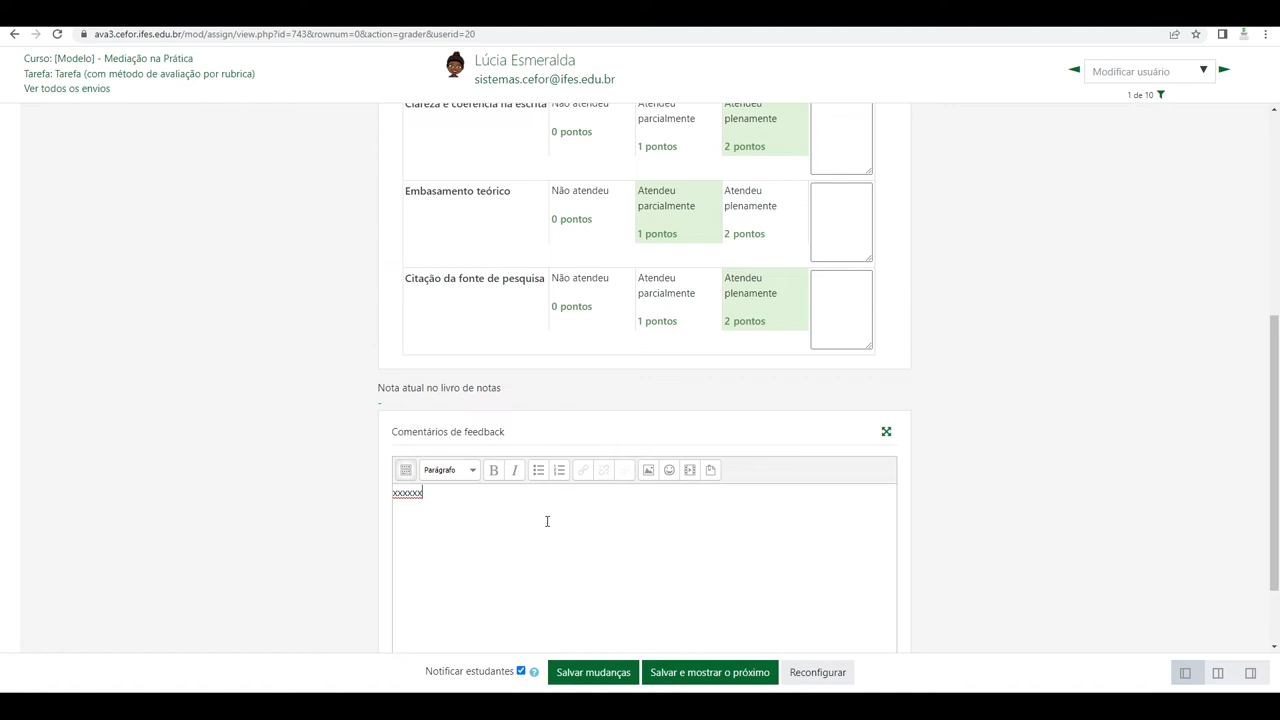 ava3.cefor.ifes.edu.br/mod/assign/view.php?id=743&rownum=0&action=grader&userid=20
Curso: [Modelo] - Mediação na Prática
Tarefa: Tarefa (com método de avaliação por rubrica)
Ver todos os envios
Lúcia Esmeralda
sistemas.cefor@ifes.edu.br
Modificar usuário
1 de 10
Clareza e coerência na escrita Não atendeu Atendeu Atendeu
parcialmente plenamente
0 pontos
1 pontos 2 pontos
Embasamento teórico Não atendeu Atendeu Atendeu
parcialmente plenamente
0 pontos
1 pontos 2 pontos
Citação da fonte de pesquisa Não atendeu Atendeu Atendeu
parcialmente plenamente
0 pontos
1 pontos 2 pontos
Nota atual no livro de notas
-
Comentários de feedback
Parágrafo B I
xxxxxx
Notificar estudantes Salvar mudanças Salvar e mostrar o próximo Reconfigurar